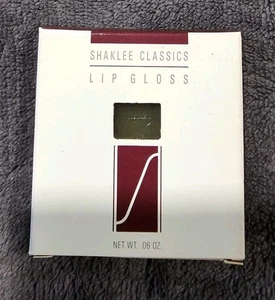 SHAKLEE CLASSICS
LIP GLOSS
NET WT. .06 OZ.